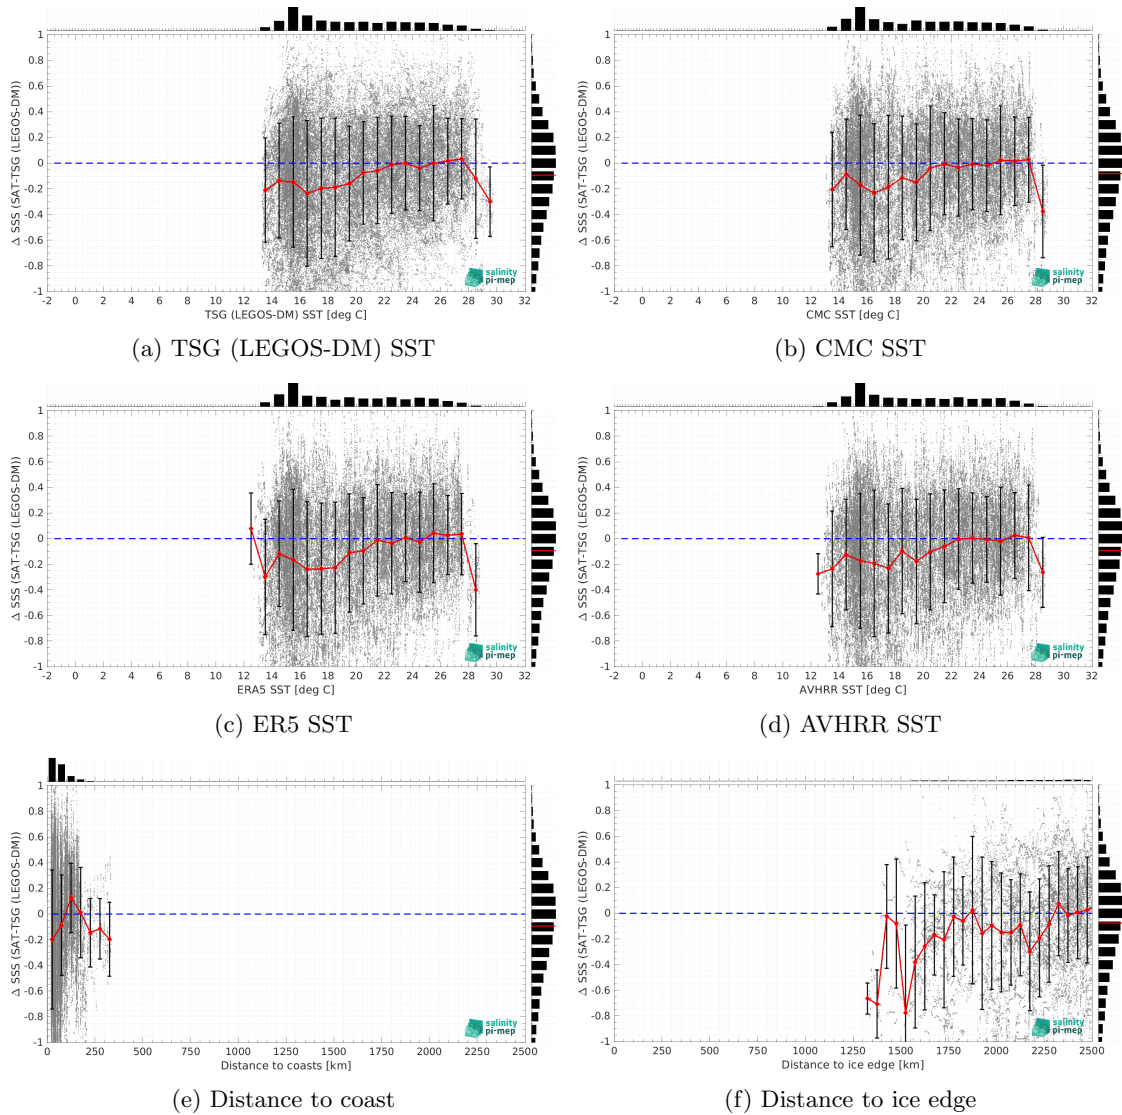 1
0.8
0.6
0.4
0.2
0
-0.2
-0.4
-0.6
-0.8
-1
Δ SSS (SAT-TSG (LEGOS-DM))
salinity
pi-mep
-2 0 2 4 6 8 10 12 14 16 18 20 22 24 26 28 30 32
TSG (LEGOS-DM) SST [deg C]
(a) TSG (LEGOS-DM) SST
1
0.8
0.6
0.4
0.2
0
-0.2
-0.4
-0.6
-0.8
-1
Δ SSS (SAT-TSG (LEGOS-DM))
salinity
pi-mep
-2 0 2 4 6 8 10 12 14 16 18 20 22 24 26 28 30 32
CMC SST [deg C]
(b) CMC SST
1
0.8
0.6
0.4
0.2
0
-0.2
-0.4
-0.6
-0.8
-1
Δ SSS (SAT-TSG (LEGOS-DM))
salinity
pi-mep
-2 0 2 4 6 8 10 12 14 16 18 20 22 24 26 28 30 32
ERA5 SST [deg C]
(c) ER5 SST
1
0.8
0.6
0.4
0.2
0
-0.2
-0.4
-0.6
-0.8
-1
Δ SSS (SAT-TSG (LEGOS-DM))
salinity
pi-mep
-2 0 2 4 6 8 10 12 14 16 18 20 22 24 26 28 30 32
AVHRR SST [deg C]
(d) AVHRR SST
1
0.8
0.6
0.4
0.2
0
-0.2
-0.4
-0.6
-0.8
-1
Δ SSS (SAT-TSG (LEGOS-DM))
salinity
pi-mep
0 250 500 750 1000 1250 1500 1750 2000 2250 2500
Distance to coasts [km]
(e) Distance to coast
1
0.8
0.6
0.4
0.2
0
-0.2
-0.4
-0.6
-0.8
-1
Δ SSS (SAT-TSG (LEGOS-DM))
salinity
pi-mep
0 250 500 750 1000 1250 1500 1750 2000 2250 2500
Distance to ice edge [km]
(f) Distance to ice edge